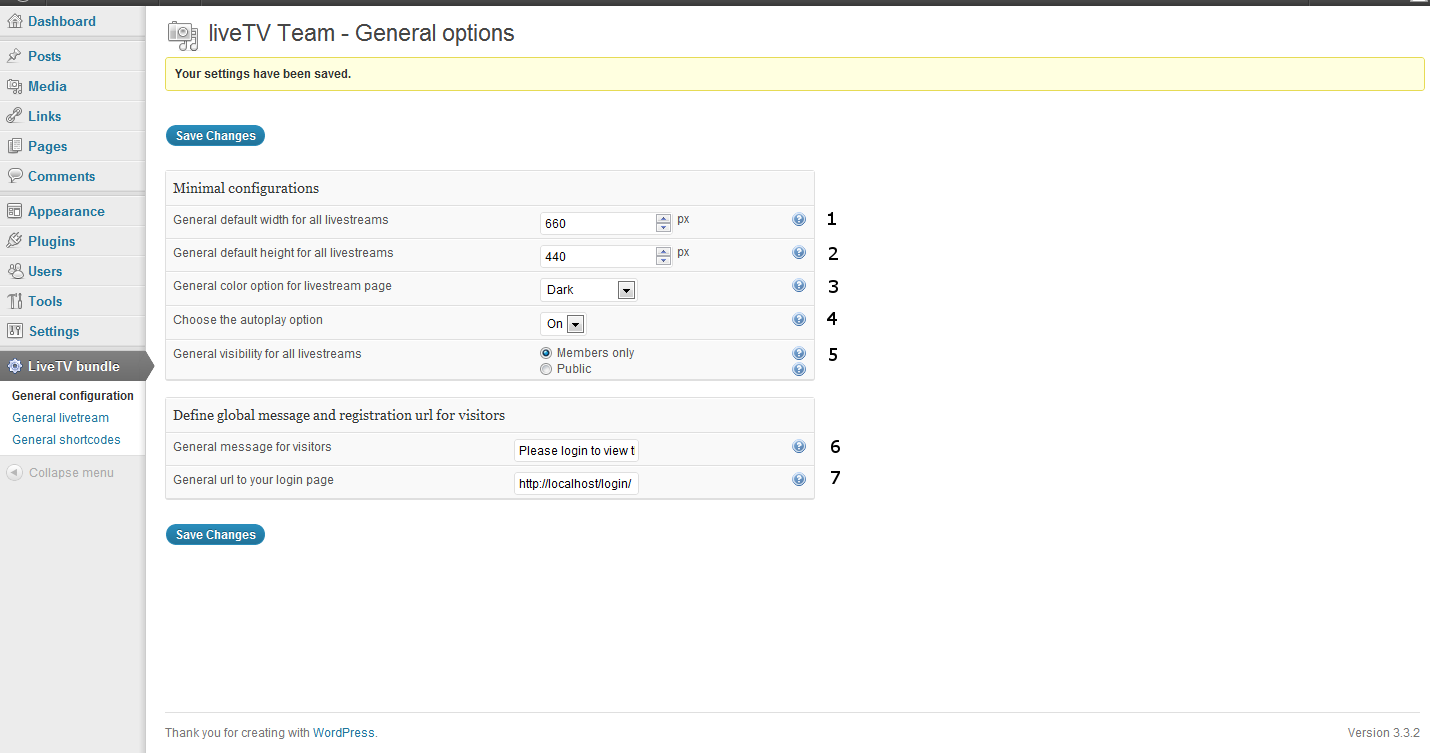 Dashboard
Posts
Media
Links
Pages
Comments
Appearance
Plugins
Users
Tools
Settings
LiveTV bundle
General configuration
General livetream
General shortcodes
Collapse menu
liveTV Team - General options
Your settings have been saved.
Save Changes
Minimal configurations
General default width for all livestreams 660 px 1
General default height for all livestreams 440 px 2
General color option for livestream page Dark 3
Choose the autoplay option On 4
General visibility for all livestreams Members only 5
Public
Define global message and registration url for visitors
General message for visitors Please login to view t 6
General url to your login page http://localhost/login/ 7
Save Changes
Thank you for creating with WordPress. Version 3.3.2